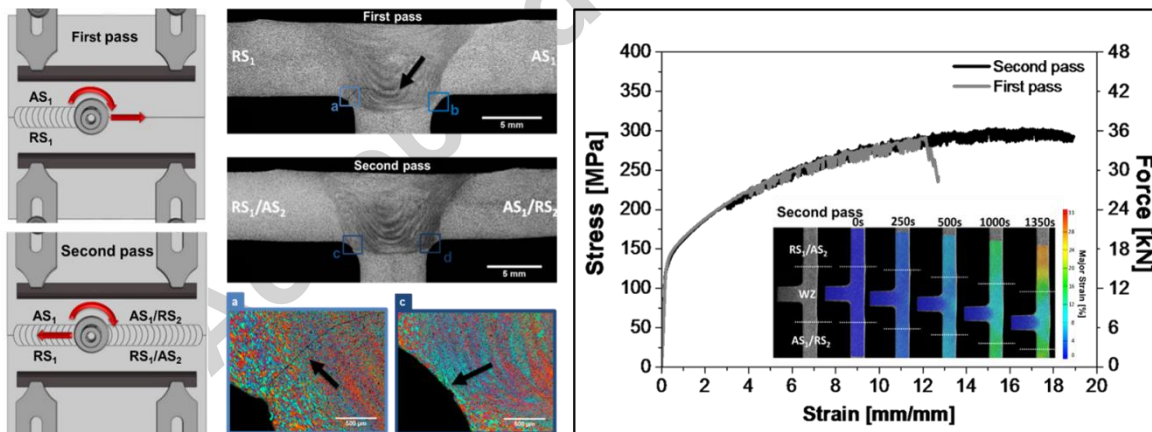 First pass
AS1
RS1
Second pass
AS1
AS1/RS2
RS1
RS1/AS2
First pass
RS1
AS1
a
b
5 mm
Second pass
RS1/AS2
AS1/RS2
c
d
5 mm
a
500 µm
c
500 µm
400
350
300
250
200
150
100
50
0
Stress [MPa]
48
42
36
30
24
18
12
6
0
Force [kN]
Second pass
First pass
Second pass
0s
250s
500s
1000s
1350s
RS1/AS2
WZ
AS1/RS2
Major Strain [%]
0
2
4
6
8
10
12
14
16
18
20
Strain [mm/mm]